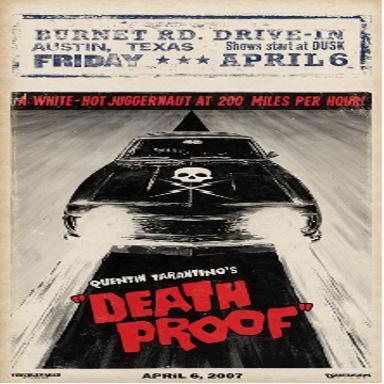 BURNET RD. DRIVE-IN
AUSTIN, TEXAS Shows start at DUSK
FRIDAY ★★★ APRIL 6
A WHITE-HOT JUGGERNAUT AT 200 MILES PER HOUR!
QUENTIN TARANTINO'S
"DEATH
PROOF"
APRIL 6, 2007